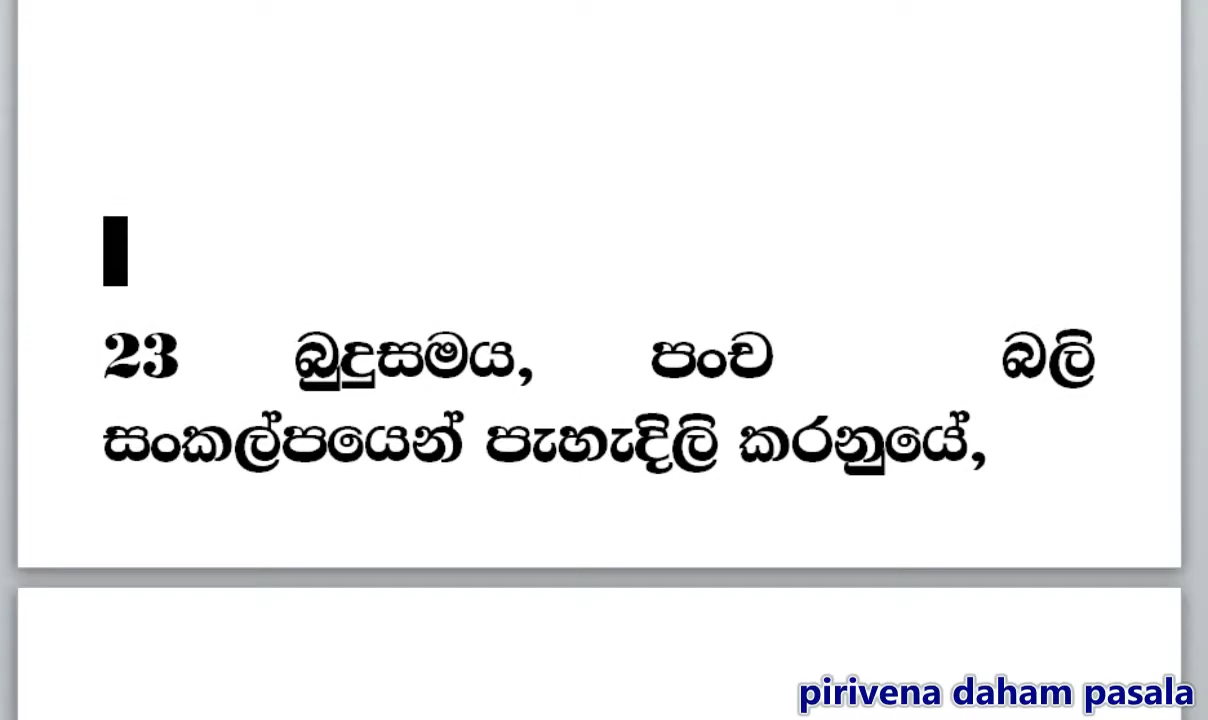 23 බුදුසමය, පංච බලි
සංකල්පයෙන් පැහැදිලි කරනුයේ,
pirivena daham pasala